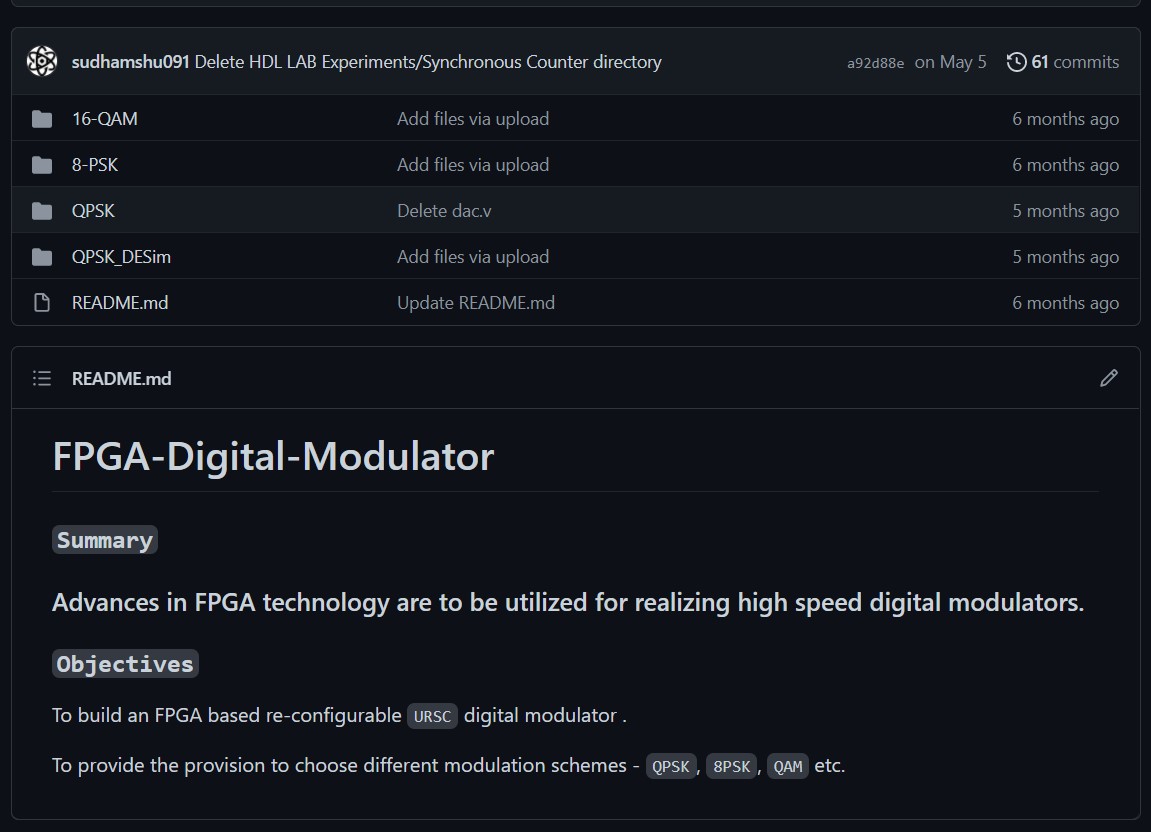 sudhamshu091 Delete HDL LAB Experiments/Synchronous Counter directory a92d88e on May 5 61 commits
16-QAM Add files via upload 6 months ago
8-PSK Add files via upload 6 months ago
QPSK Delete dac.v 5 months ago
QPSK_DESim Add files via upload 5 months ago
README.md Update README.md 6 months ago
README.md
FPGA-Digital-Modulator
Summary
Advances in FPGA technology are to be utilized for realizing high speed digital modulators.
Objectives
To build an FPGA based re-configurable URSC digital modulator .
To provide the provision to choose different modulation schemes - QPSK, 8PSK, QAM etc.